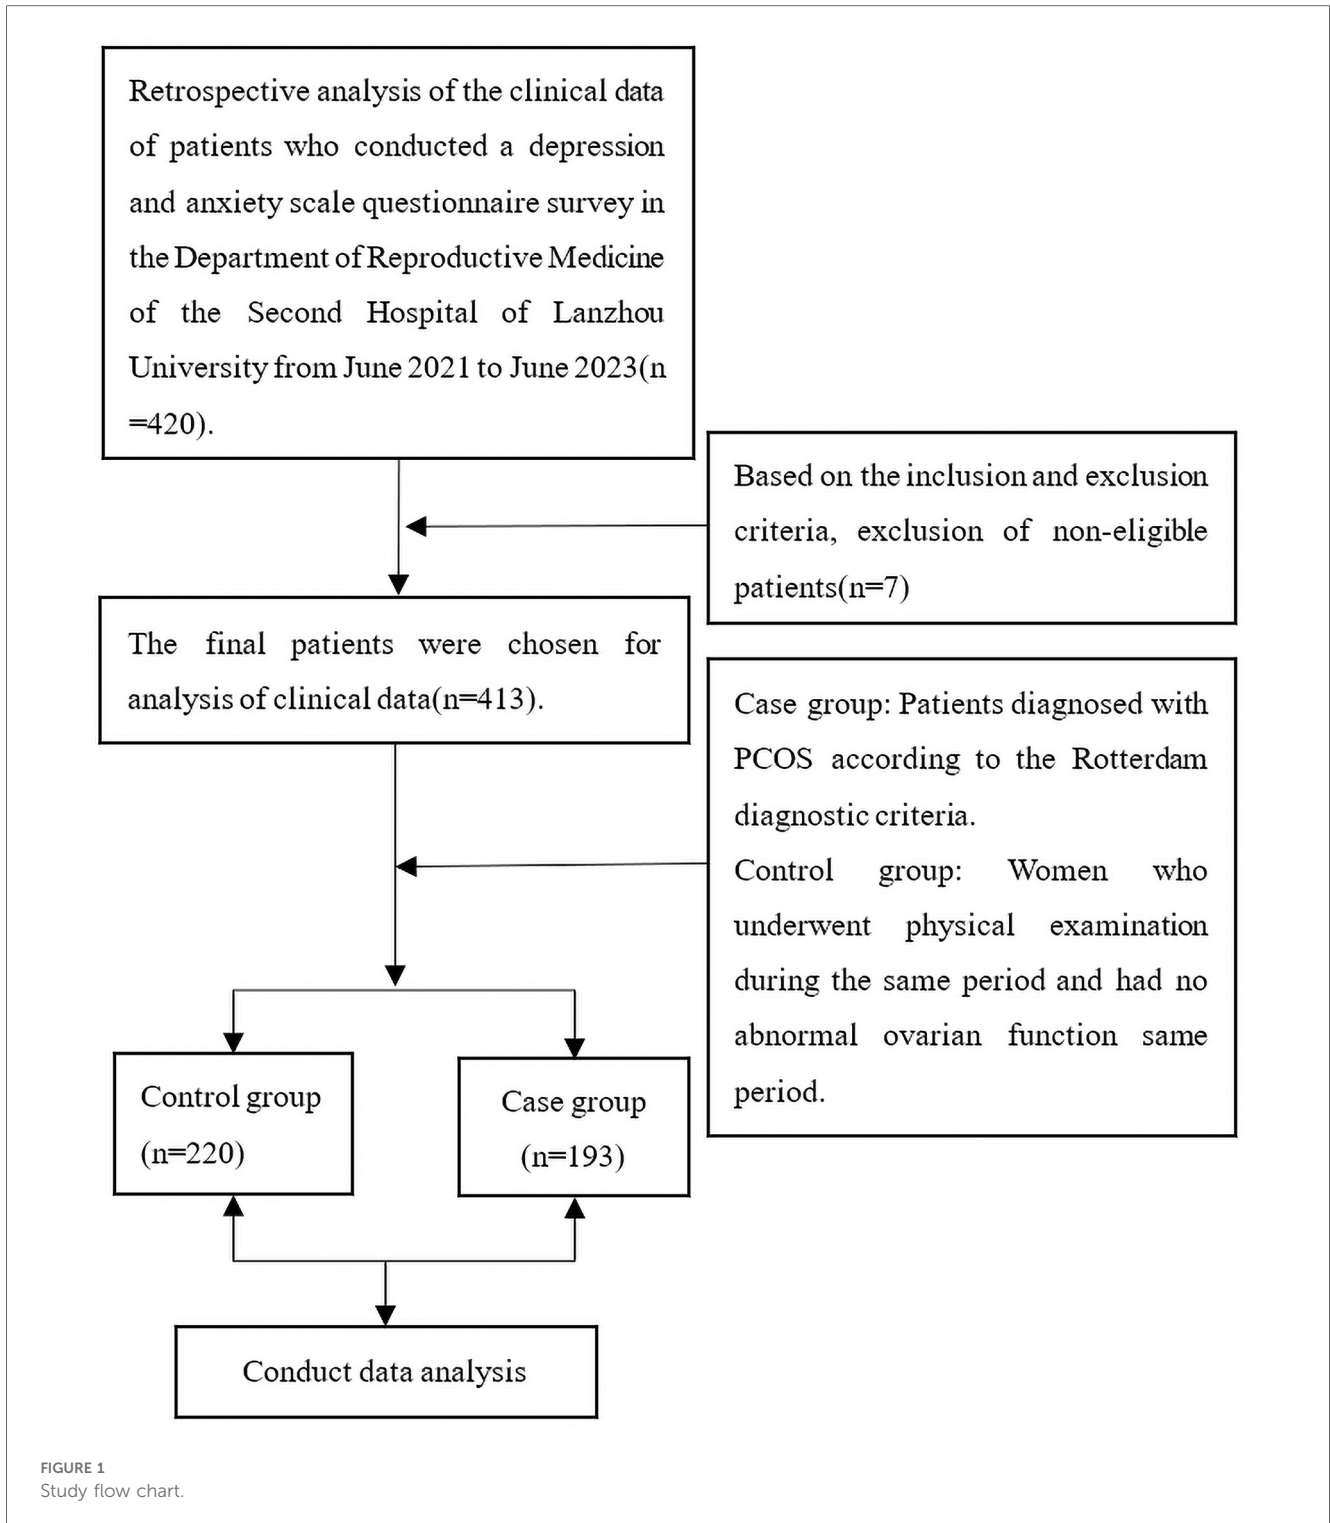 Retrospective analysis of the clinical data
of patients who conducted a depression
and anxiety scale questionnaire survey in
the Department of Reproductive Medicine
of the Second Hospital of Lanzhou
University from June 2021 to June 2023(n
=420).
Based on the inclusion and exclusion
criteria, exclusion of non-eligible
patients(n=7)
The final patients were chosen for
analysis of clinical data(n=413).
Case group: Patients diagnosed with
PCOS according to the Rotterdam
diagnostic criteria.
Control group: Women who
underwent physical examination
during the same period and had no
abnormal ovarian function same
period.
Control group
(n=220)
Case group
(n=193)
Conduct data analysis
FIGURE 1
Study flow chart.